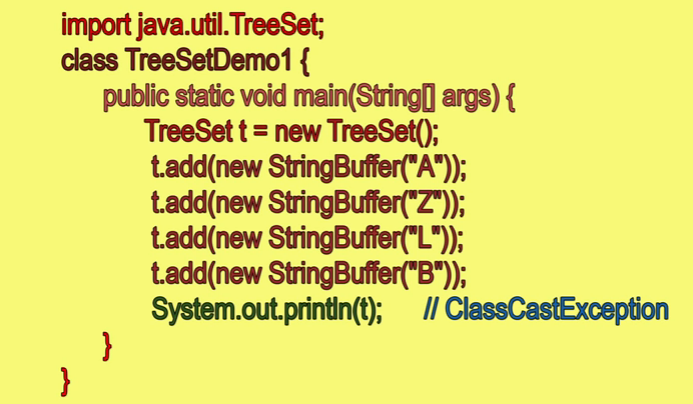 import java.util.TreeSet;
class TreeSetDemo1 {
public static void main(String[] args) {
TreeSet t = new TreeSet();
t.add(new StringBuffer("A"));
t.add(new StringBuffer("Z"));
t.add(new StringBuffer("L"));
t.add(new StringBuffer("B"));
System.out.println(t); // ClassCastException
}
}